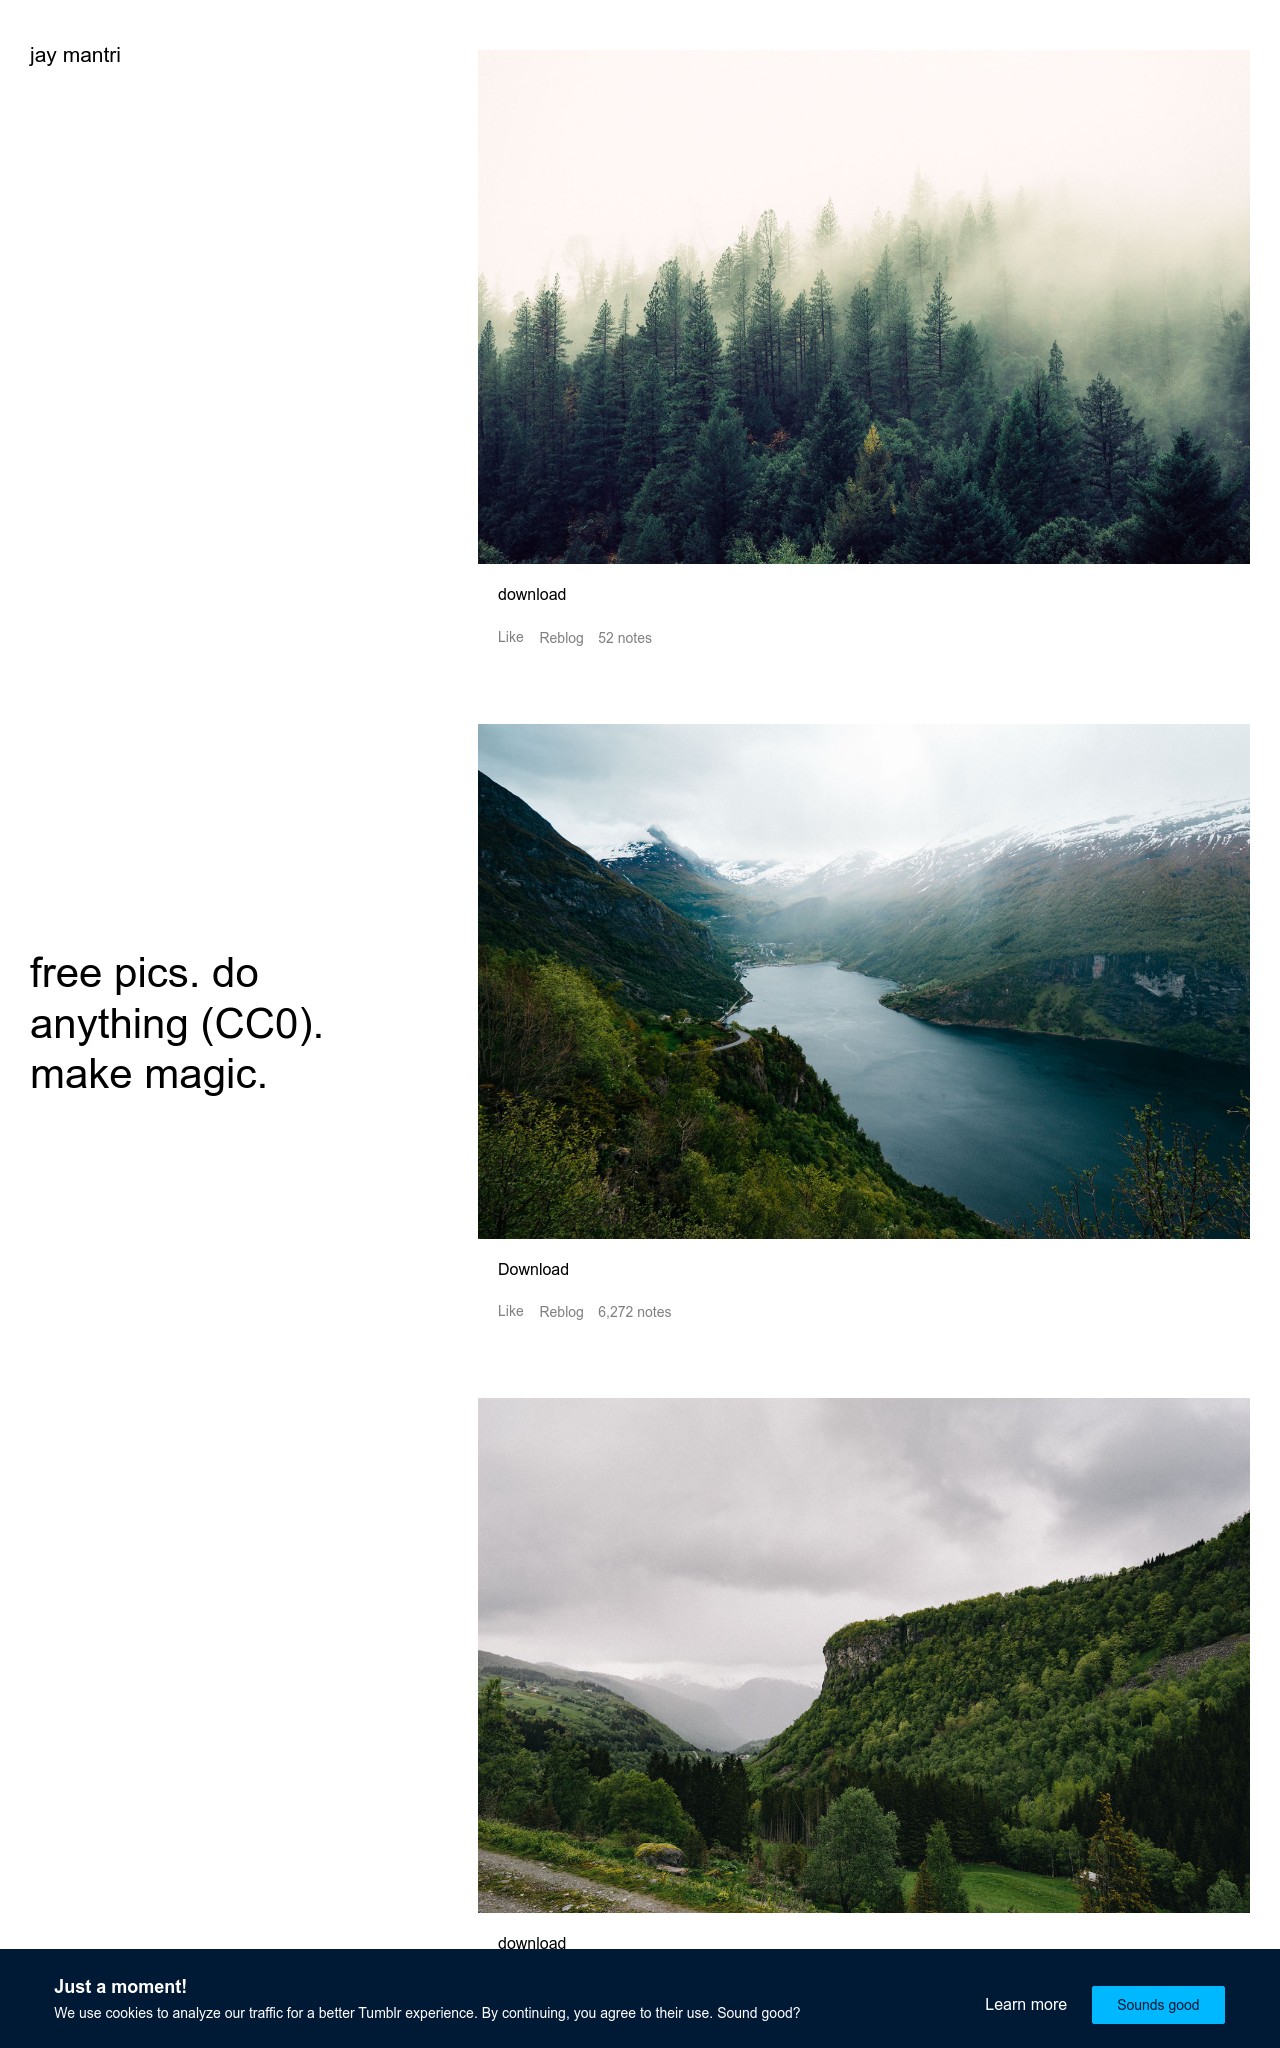 jay mantri
download
Like Reblog 52 notes
free pics. do
anything (CC0).
make magic.
Download
Like Reblog 6,272 notes
download
Just a moment!
We use cookies to analyze our traffic for a better Tumblr experience. By continuing, you agree to their use. Sound good?
Learn more
Sounds good